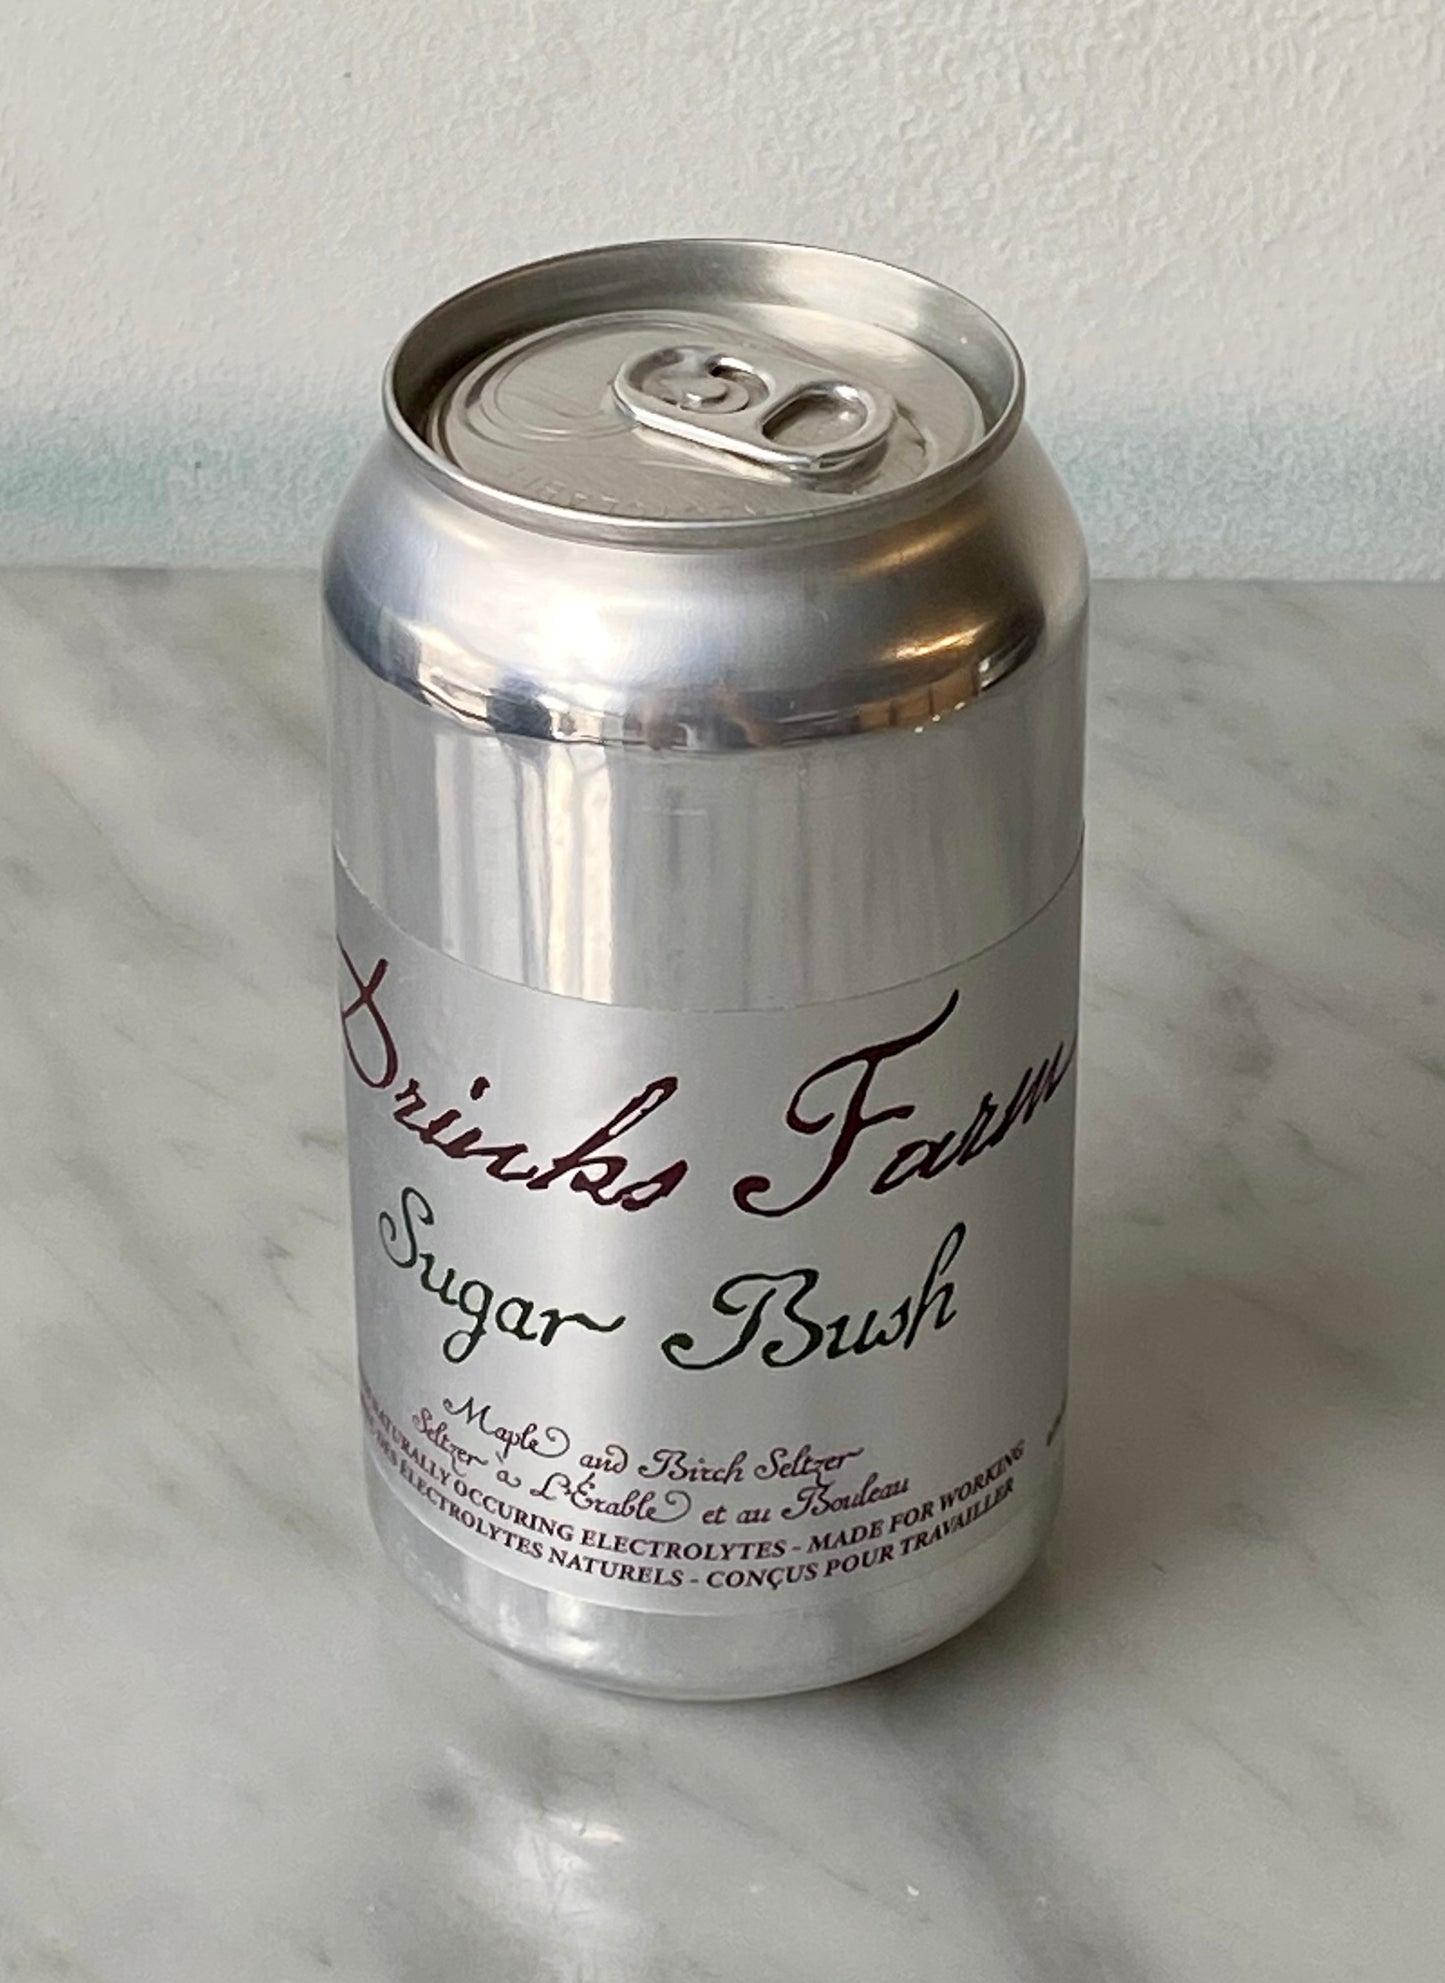 Drinks Farm
Sugar Bush
Maple and Birch Seltzer
Seltzer à L'Érable et au Bouleau
NATURALLY OCCURING ELECTROLYTES - MADE FOR WORKING
DES ÉLECTROLYTES NATURELS - CONÇUS POUR TRAVAILLER